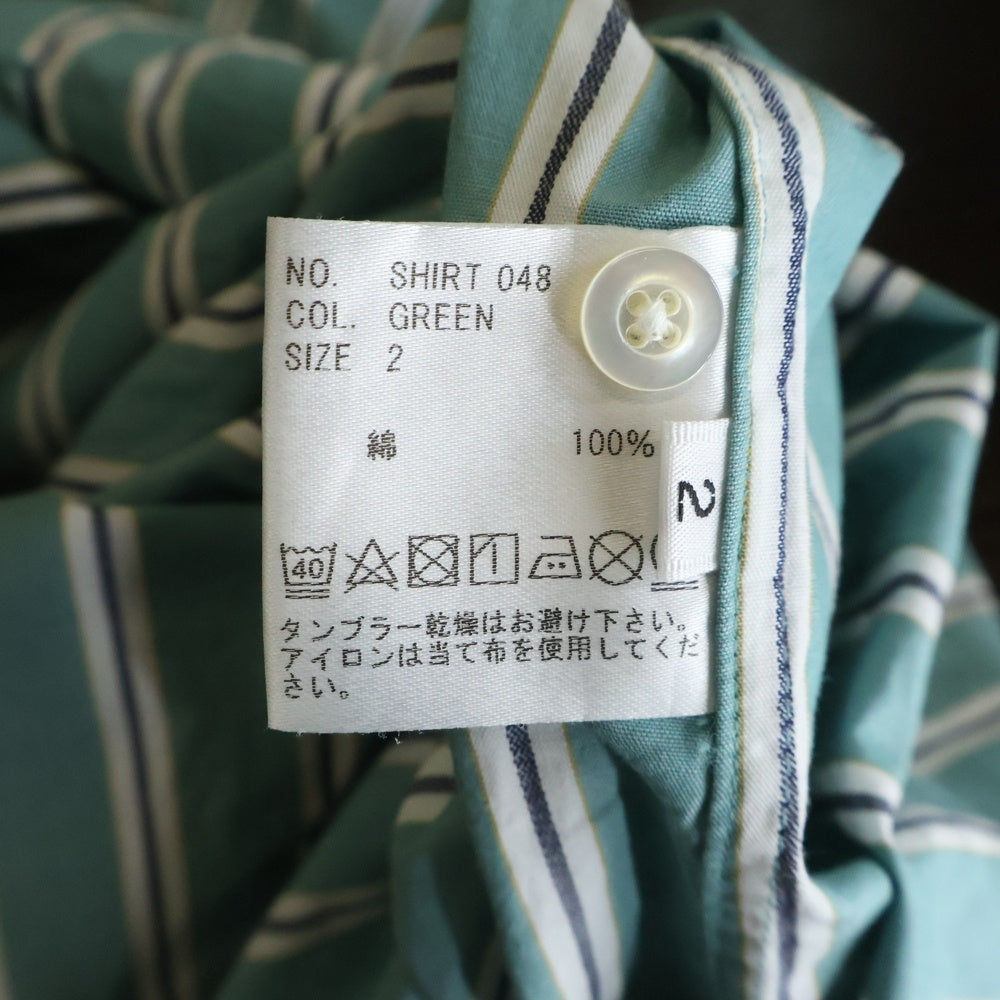 NO. SHIRT 048
COL. GREEN
SIZE 2
綿 100%
2
40
タンブラー乾燥はお避け下さい。
アイロンは当て布を使用してくだ
さい。